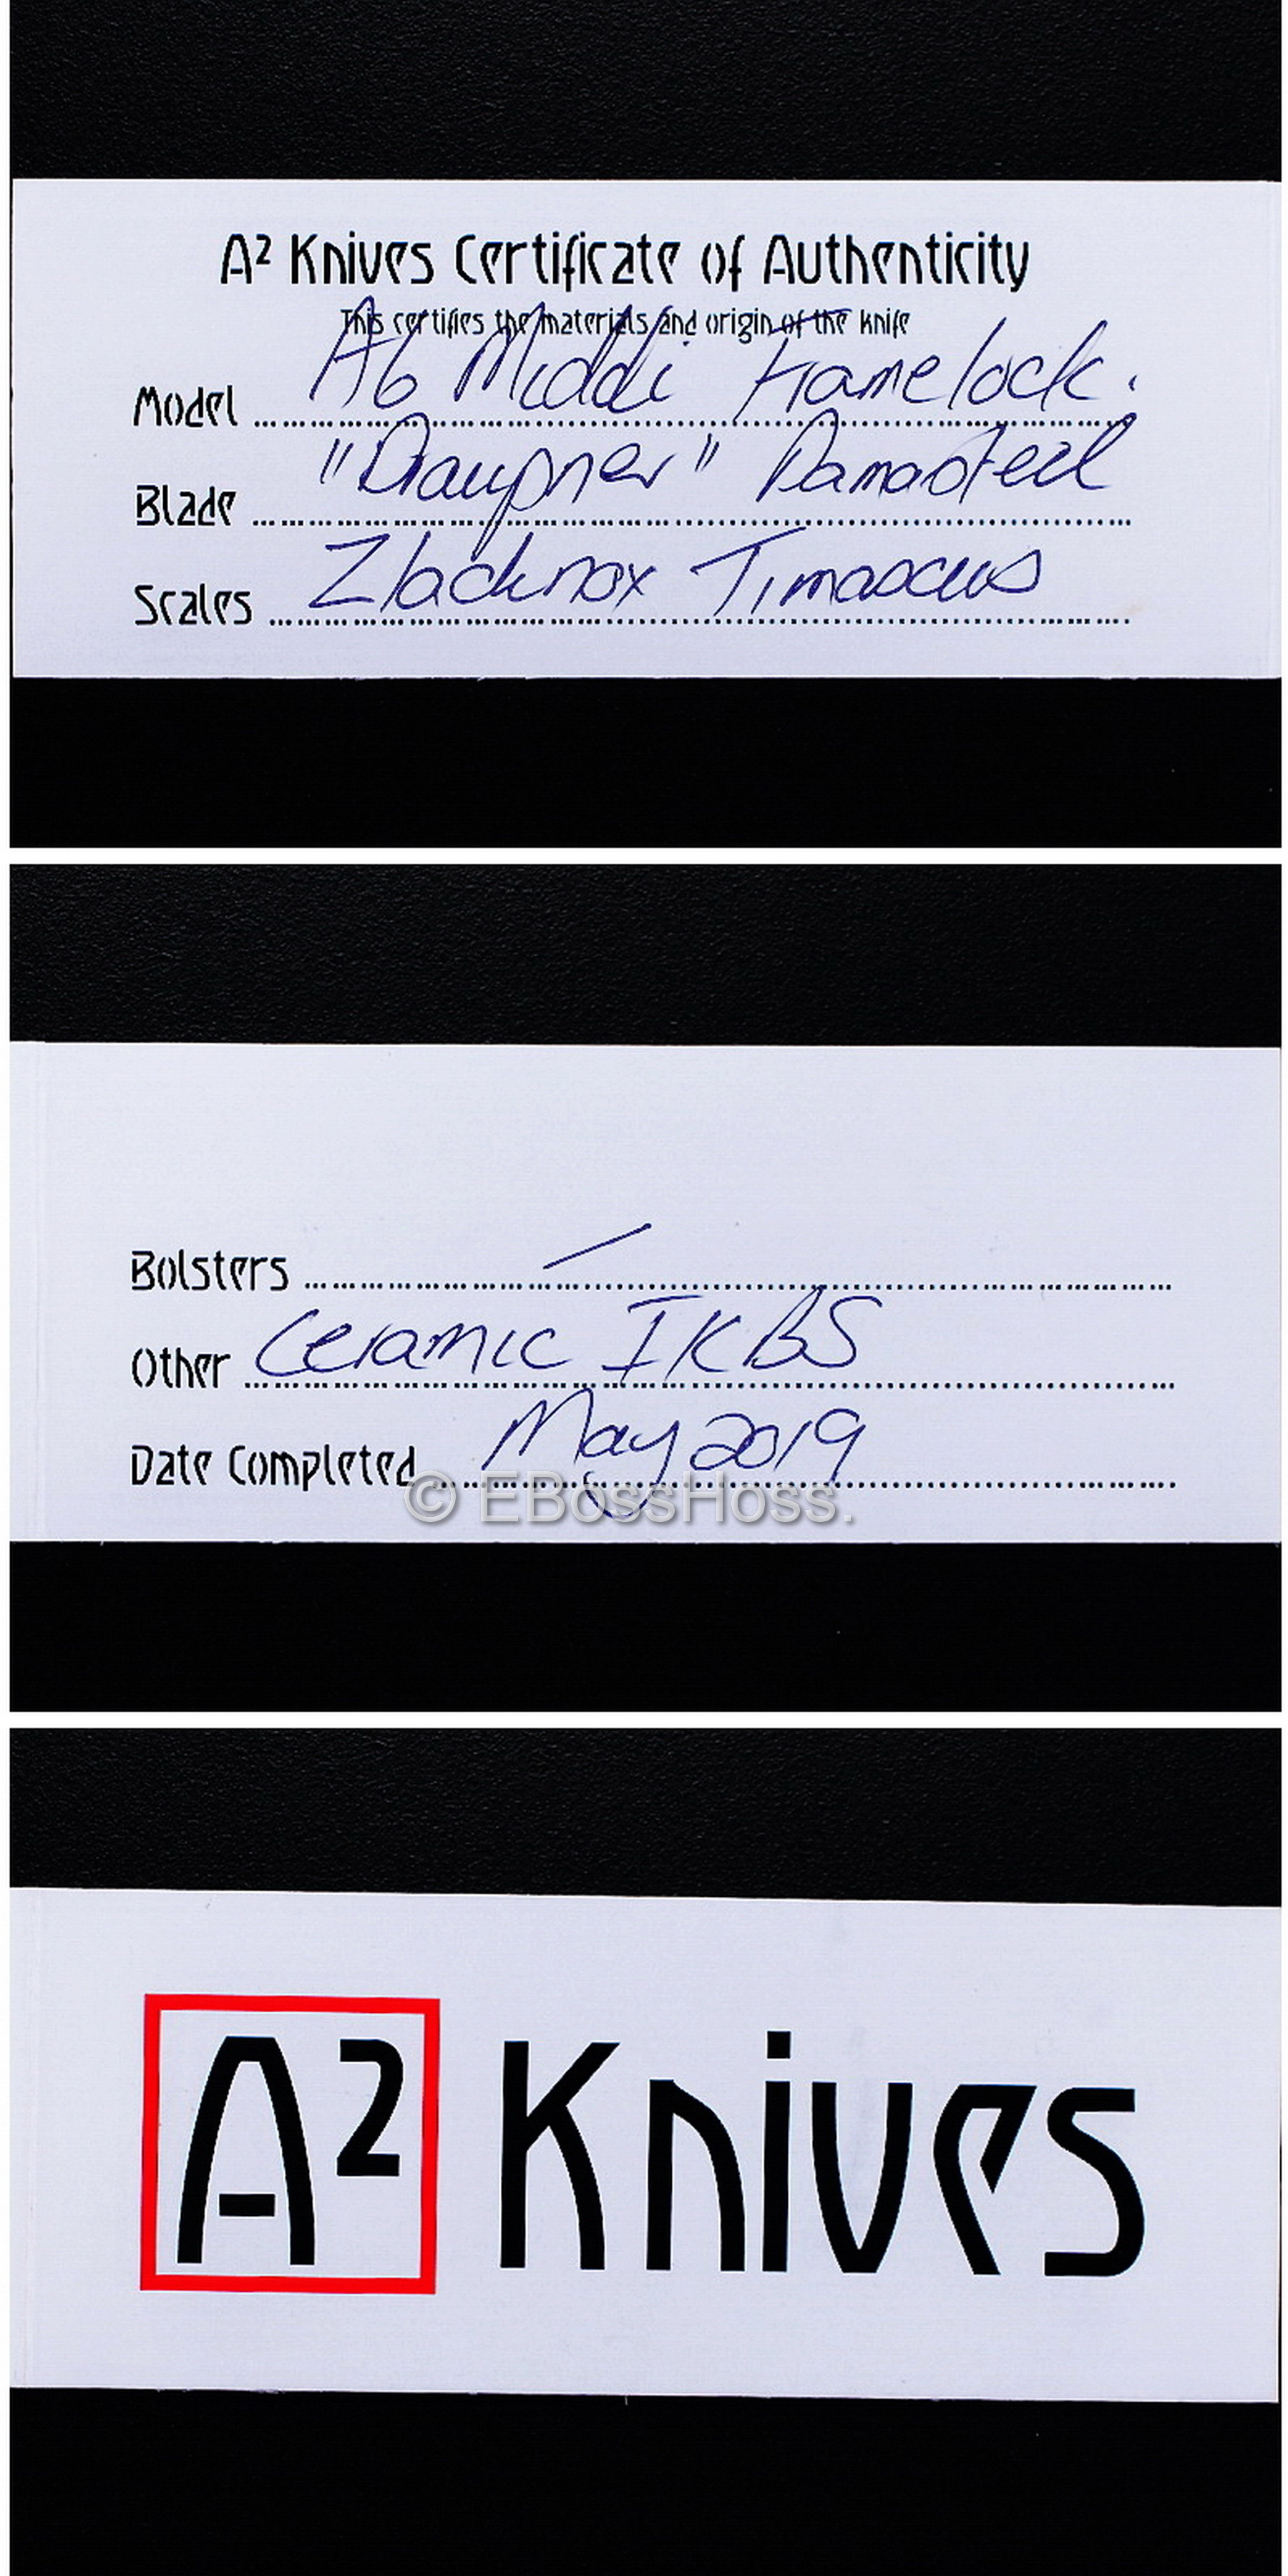 A² Knives Certificate of Authenticity
This certifies the materials and origin of the knife
Model A6 Middi Framelock.
Blade "Draupner" Damasteel
Scales Zlacknox Timascus
Bolsters –
Other Ceramic IKBS
Date Completed May 2019
© EBossHoss.
A² Knives